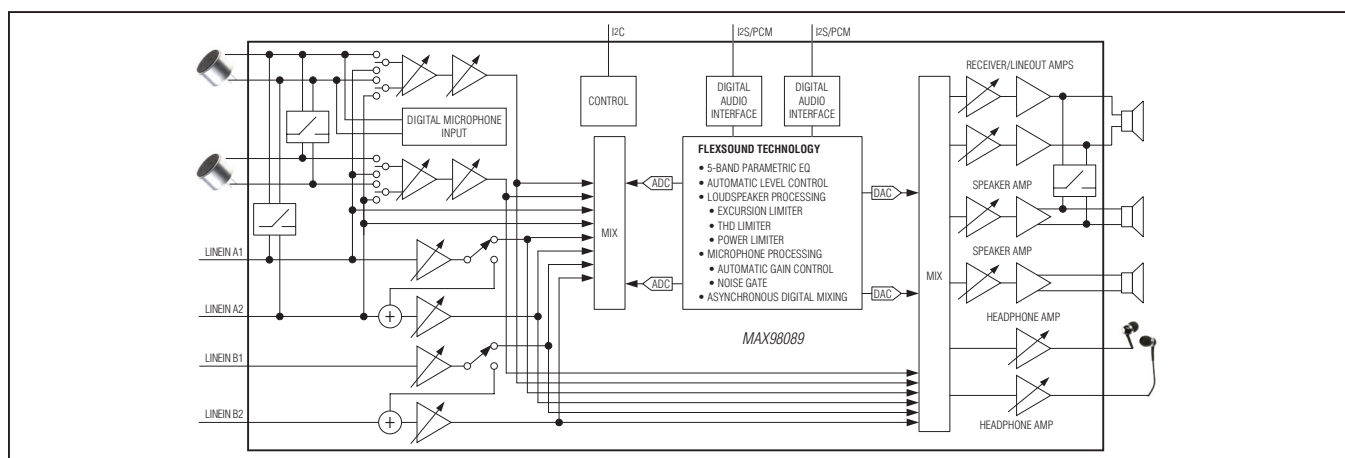 I2C
I2S/PCM
I2S/PCM
RECEIVER/LINEOUT AMPS
CONTROL
DIGITAL
AUDIO
INTERFACE
DIGITAL
AUDIO
INTERFACE
DIGITAL MICROPHONE
INPUT
FLEXSOUND TECHNOLOGY
• 5-BAND PARAMETRIC EQ
• AUTOMATIC LEVEL CONTROL
• LOUDSPEAKER PROCESSING
• EXCURSION LIMITER
• THD LIMITER
• POWER LIMITER
• MICROPHONE PROCESSING
• AUTOMATIC GAIN CONTROL
• NOISE GATE
• ASYNCHRONOUS DIGITAL MIXING
ADC
ADC
DAC
DAC
MIX
MIX
SPEAKER AMP
SPEAKER AMP
HEADPHONE AMP
HEADPHONE AMP
LINEIN A1
LINEIN A2
LINEIN B1
LINEIN B2
+
+
MAX98089